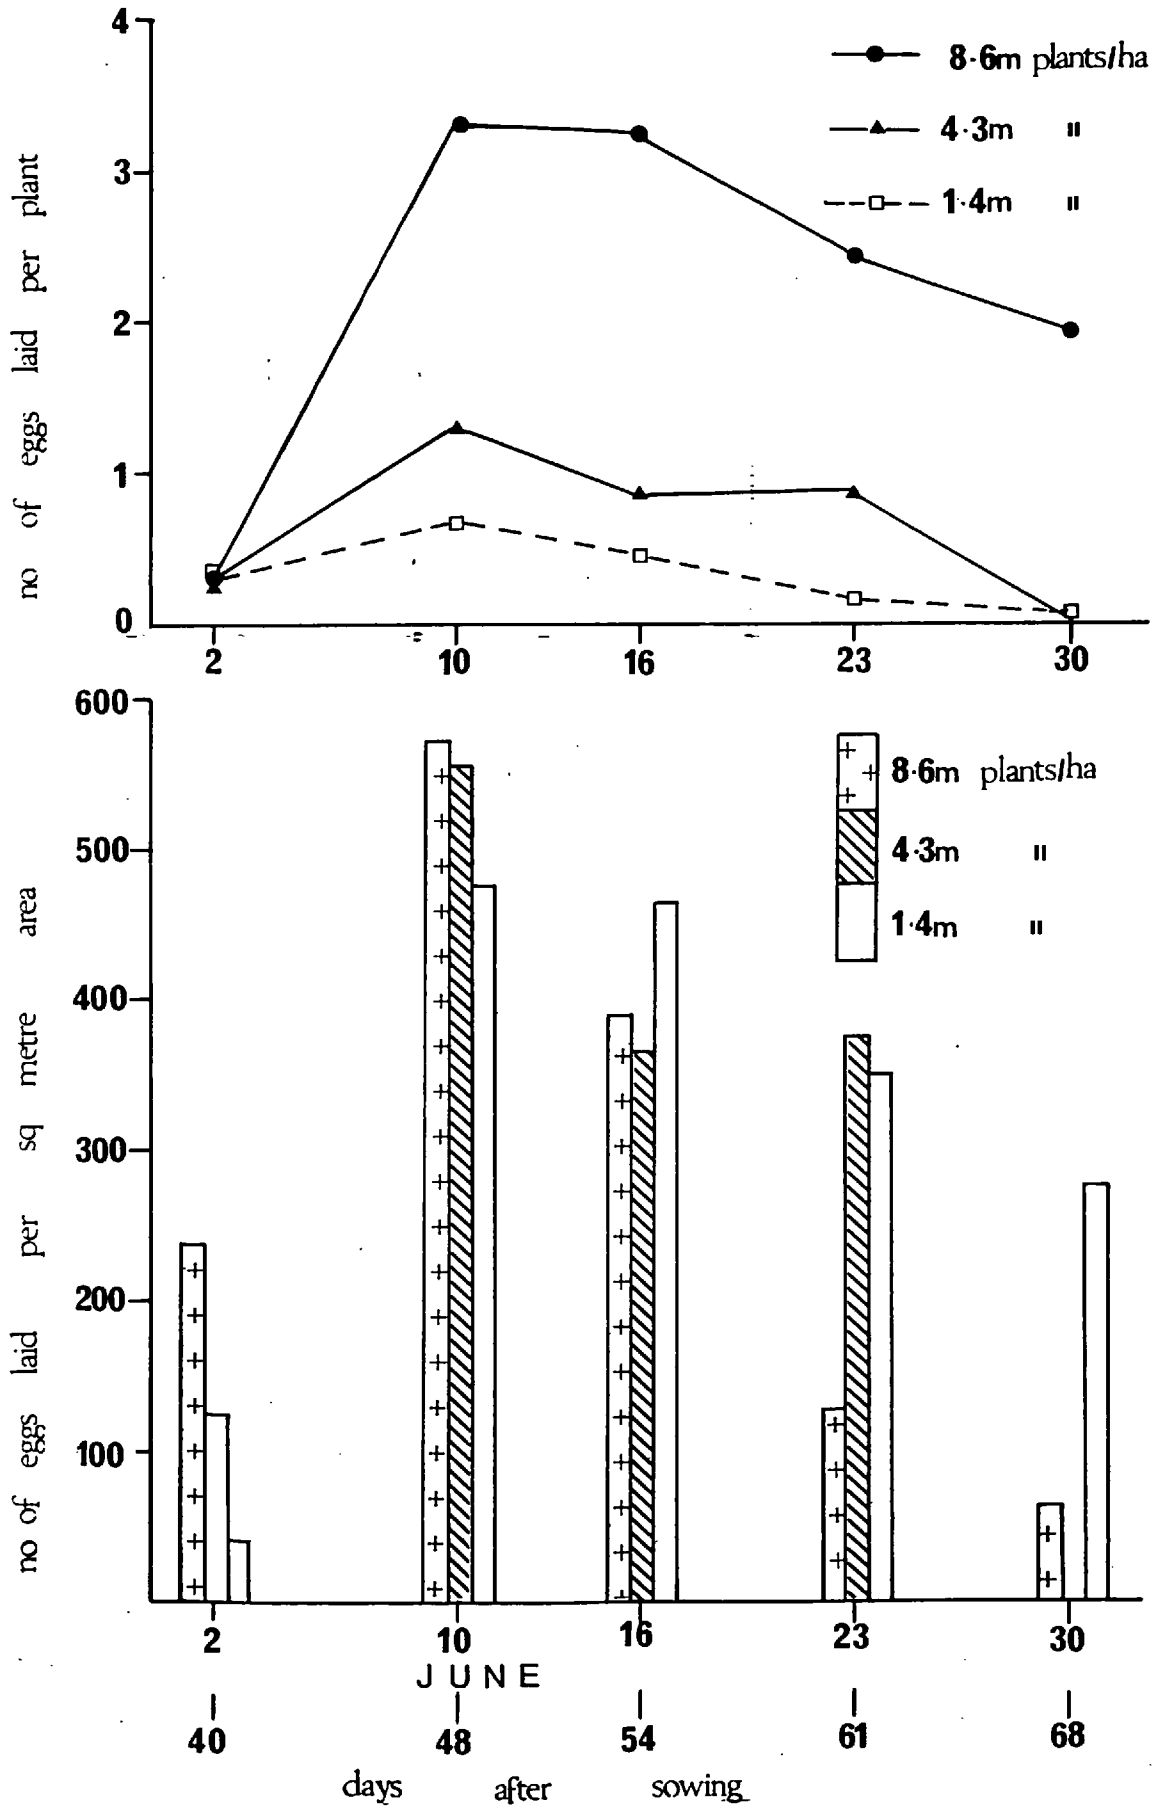 4
3
2
1
0
no of eggs laid per plant
8·6m plants/ha
4·3m "
1·4m "
2 10 16 23 30
600
500
400
300
200
100
no of eggs laid per sq metre area
8·6m plants/ha
4·3m "
1·4m "
2 10 16 23 30
JUNE
40 48 54 61 68
days after sowing